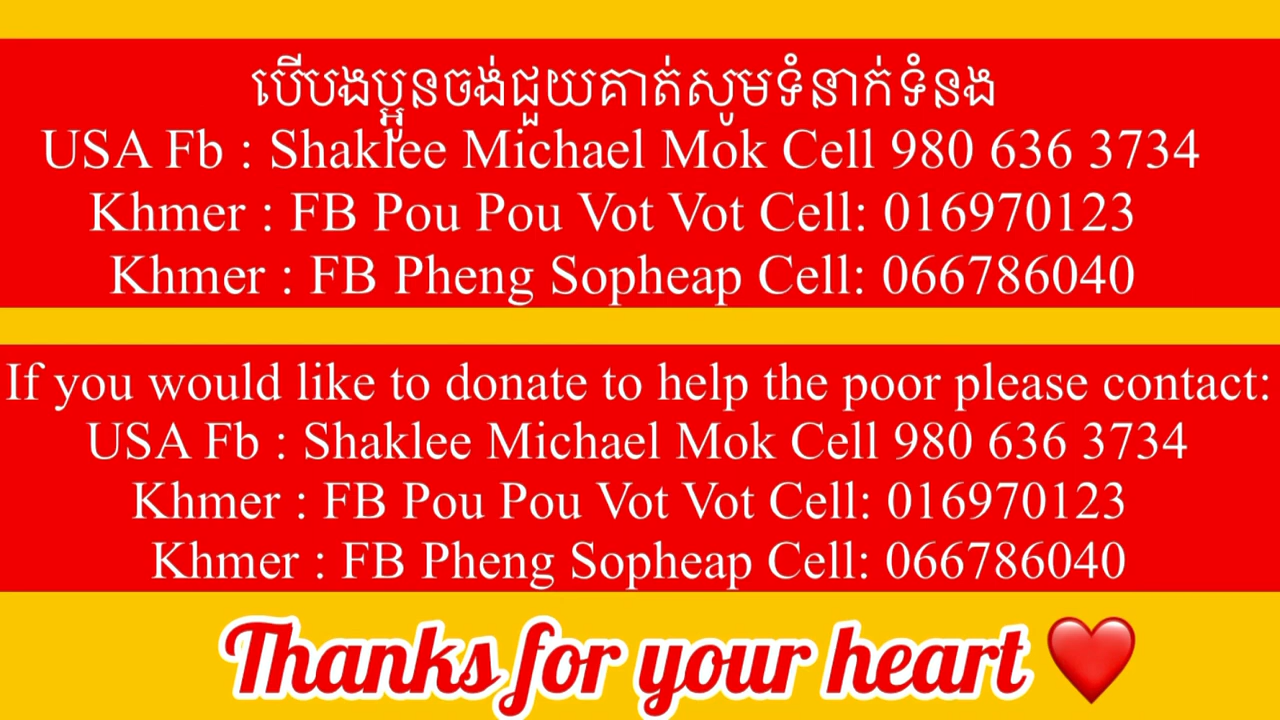 បើបងប្អូនចង់ជួយគាត់សូមទំនាក់ទំនង
USA Fb : Shaklee Michael Mok Cell 980 636 3734
Khmer : FB Pou Pou Vot Vot Cell: 016970123
Khmer : FB Pheng Sopheap Cell: 066786040
If you would like to donate to help the poor please contact:
USA Fb : Shaklee Michael Mok Cell 980 636 3734
Khmer : FB Pou Pou Vot Vot Cell: 016970123
Khmer : FB Pheng Sopheap Cell: 066786040
Thanks for your heart ❤️